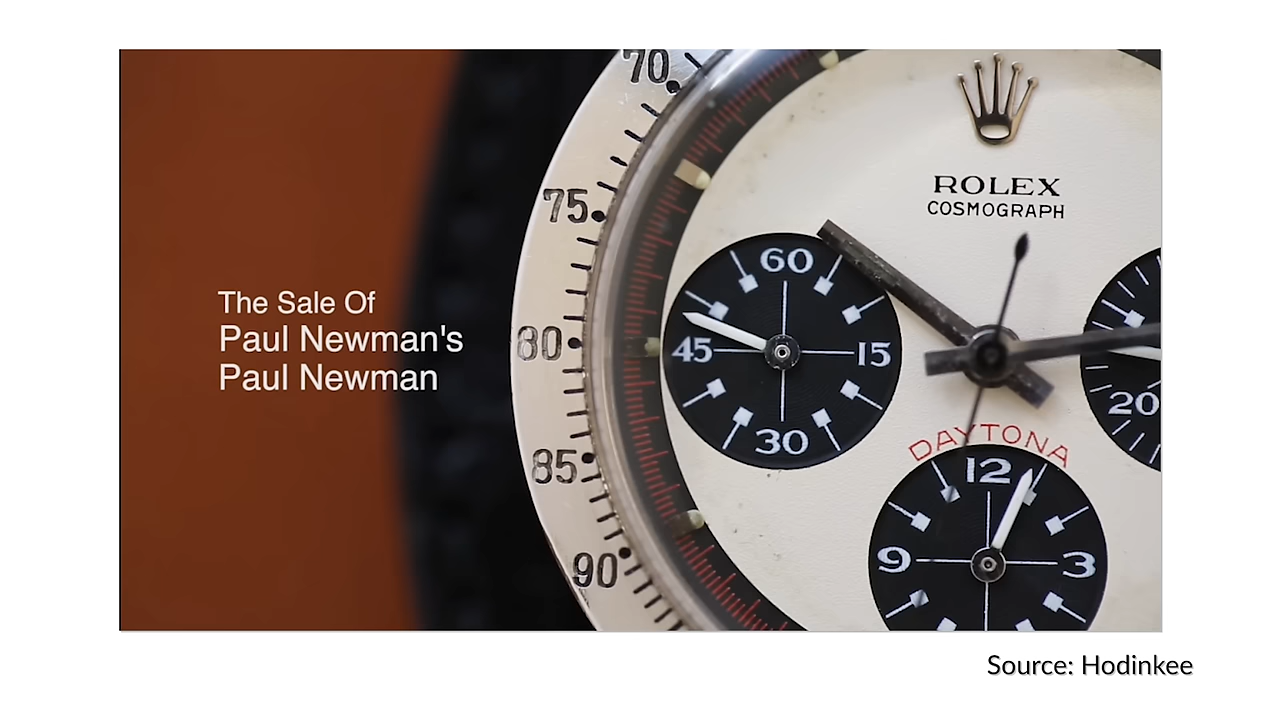 The Sale Of
Paul Newman's
Paul Newman
70
75
80
85
90
ROLEX
COSMOGRAPH
60
45
15
30
20
DAYTONA
12
9
3
Source: Hodinkee